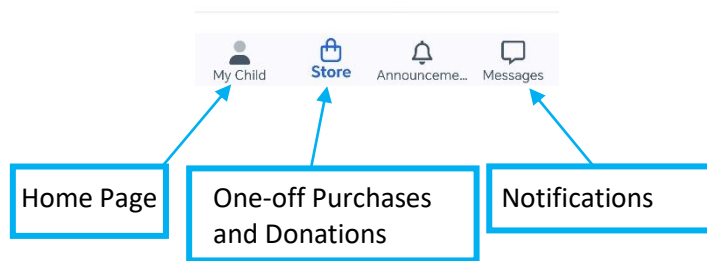 My Child
Store
Announceme...
Messages
Home Page
One-off Purchases
and Donations
Notifications